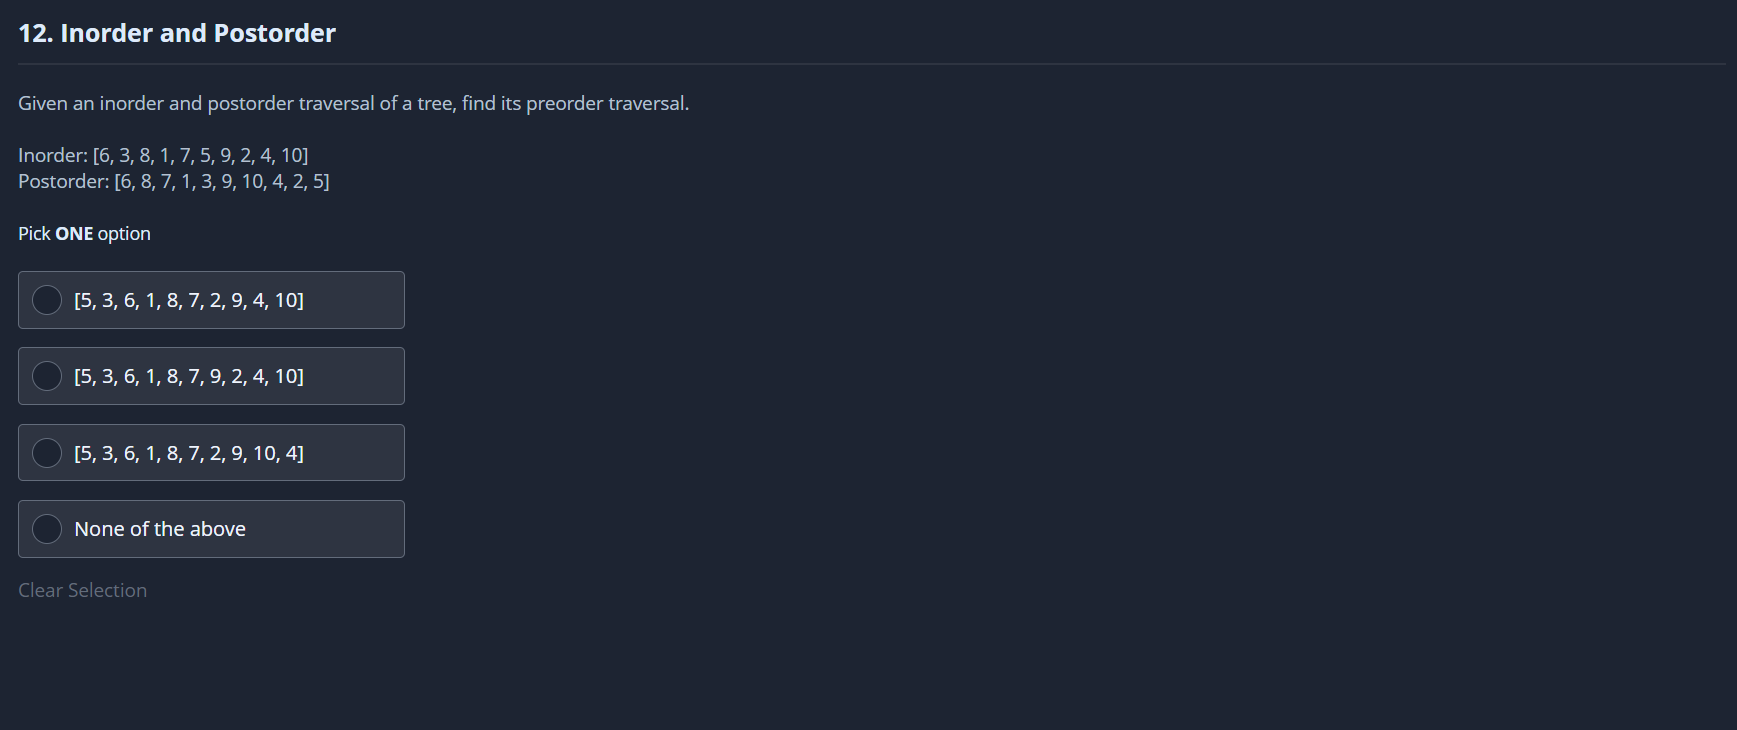 12. Inorder and Postorder
Given an inorder and postorder traversal of a tree, find its preorder traversal.
Inorder: [6, 3, 8, 1, 7, 5, 9, 2, 4, 10]
Postorder: [6, 8, 7, 1, 3, 9, 10, 4, 2, 5]
Pick ONE option
[5, 3, 6, 1, 8, 7, 2, 9, 4, 10]
[5, 3, 6, 1, 8, 7, 9, 2, 4, 10]
[5, 3, 6, 1, 8, 7, 2, 9, 10, 4]
None of the above
Clear Selection